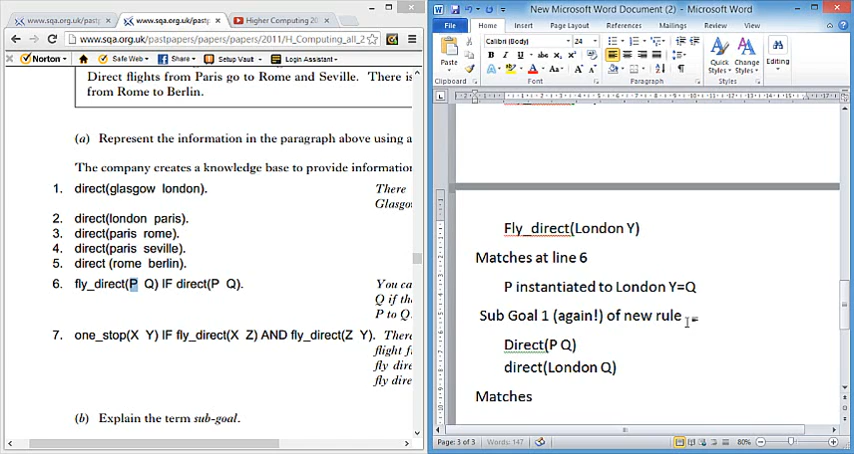 New Microsoft Word Document (2) - Microsoft Word
www.sqa.org.uk/past
www.sqa.org.uk/past
Higher Computing 201
www.sqa.org.uk/pastpapers/papers/papers/2011/H_Computing_all_2
Norton
Safe Web
Share
Setup Vault
Login Assistant
File
Home
Insert
Page Layout
References
Mailings
Review
View
Calibri (Body)
24
Paste
Quick Styles
Change Styles
Editing
Clipboard
Font
Paragraph
Styles
Direct flights from Paris go to Rome and Seville. There is
from Rome to Berlin.
(a) Represent the information in the paragraph above using a
The company creates a knowledge base to provide informatio
1. direct(glasgow london). There
Glasgo
2. direct(london paris).
3. direct(paris rome).
4. direct(paris seville).
5. direct (rome berlin).
6. fly_direct(P Q) IF direct(P Q). You ca
Q if the
P to Q.
7. one_stop(X Y) IF fly_direct(X Z) AND fly_direct(Z Y). There
flight f
fly dire
fly dire
(b) Explain the term sub-goal.
Fly_direct(London Y)
Matches at line 6
P instantiated to London Y=Q
Sub Goal 1 (again!) of new rule
Direct(P Q)
direct(London Q)
Matches
Page: 3 of 3
Words: 147
80%